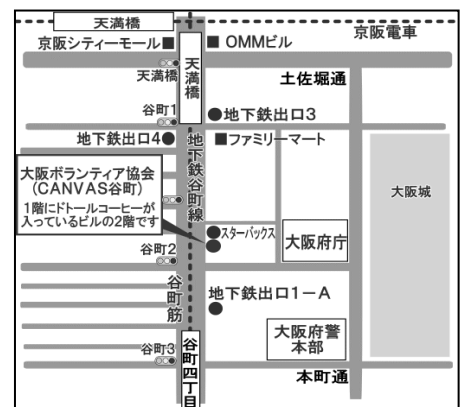 天満橋
京阪電車
京阪シティーモール■
■ OMMビル
天満橋
天満橋
土佐堀通
谷町1
●地下鉄出口3
地下鉄出口4●
■ファミリーマート
地下鉄谷町線
大阪ボランティア協会
(CANVAS谷町)
1階にドトールコーヒーが
入っているビルの2階です
大阪城
●スターバックス
大阪府庁
谷町2
谷町筋
地下鉄出口1－A
大阪府警
本部
谷町3
谷町四丁目
本町通